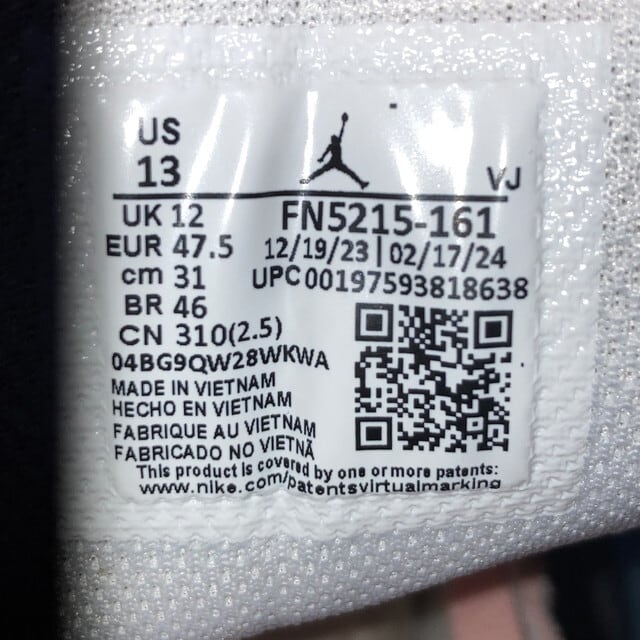 US
13
VJ
UK 12
FN5215-161
EUR 47.5
12/19/23 | 02/17/24
cm 31
UPC00197593818638
BR 46
CN 310(2.5)
04BG9QW28WKWA
MADE IN VIETNAM
HECHO EN VIETNAM
FABRIQUE AU VIETNAM
FABRICADO NO VIETNÃ
This product is covered by one or more patents:
www.nike.com/patentsvirtualmarking